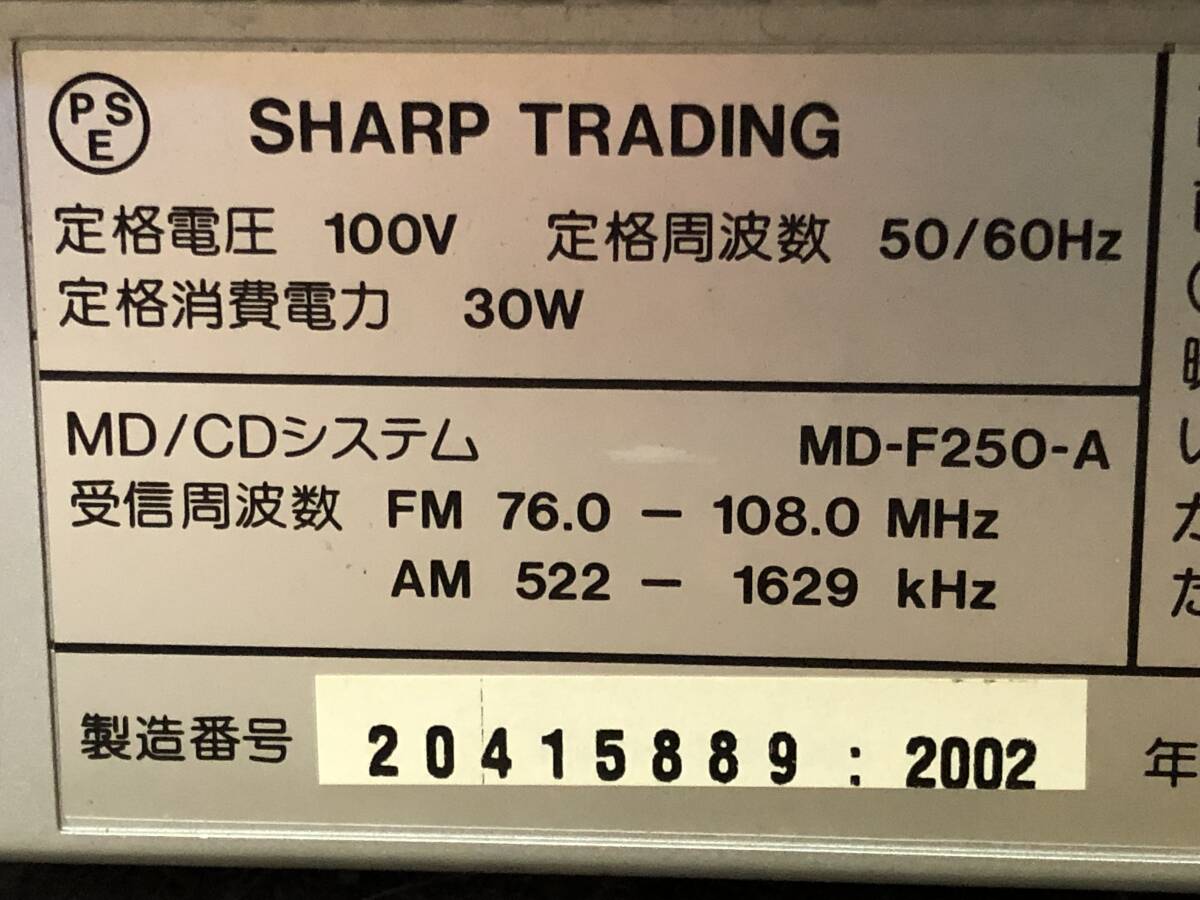 PSE SHARP TRADING
定格電圧 100V 定格周波数 50/60Hz
定格消費電力 30W
MD/CDシステム MD-F250-A
受信周波数 FM 76.0 − 108.0 MHz
AM 522 − 1629 kHz
製造番号 20415889 : 2002 年